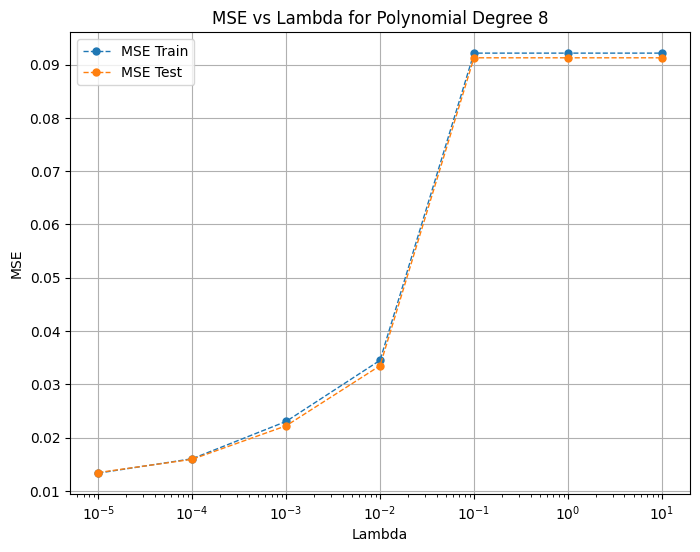 MSE vs Lambda for Polynomial Degree 8
MSE Train
MSE Test
0.09
0.08
0.07
0.06
0.05
0.04
0.03
0.02
0.01
MSE
10⁻⁵ 10⁻⁴ 10⁻³ 10⁻² 10⁻¹ 10⁰ 10¹
Lambda